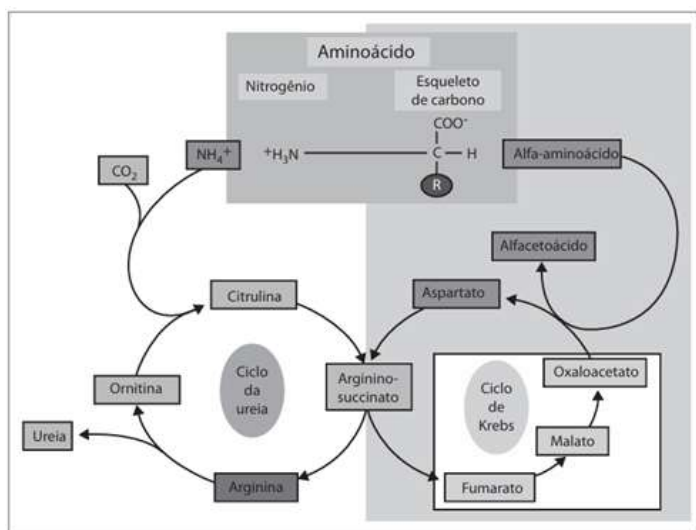 Aminoácido
Nitrogênio
Esqueleto
de carbono
COO⁻
NH₄⁺
⁺H₃N
C
H
Alfa-aminoácido
CO₂
R
Alfacetoácido
Citrulina
Aspartato
Ornitina
Ciclo
da
ureia
Arginino-
succinato
Ciclo
de
Krebs
Oxaloacetato
Malato
Ureia
Arginina
Fumarato